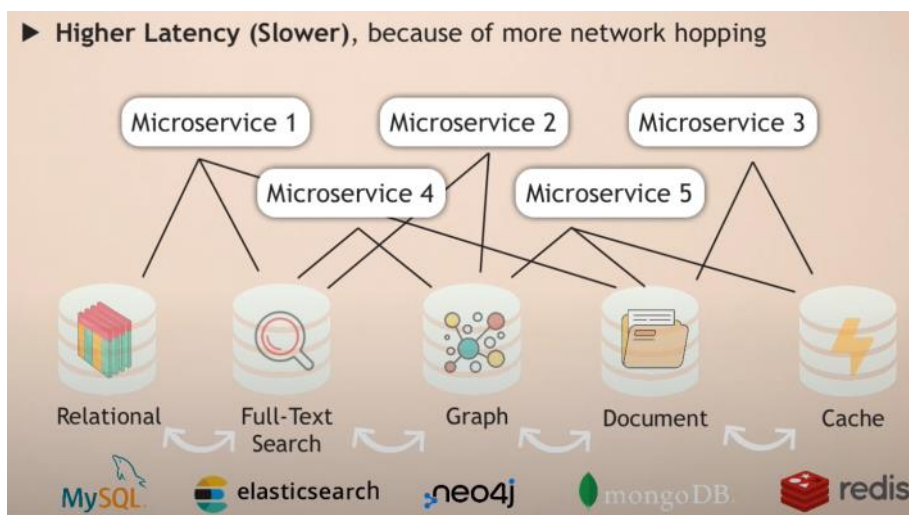 ▶ Higher Latency (Slower), because of more network hopping
Microservice 1
Microservice 2
Microservice 3
Microservice 4
Microservice 5
Relational
Full-Text
Search
Graph
Document
Cache
MySQL.
elasticsearch
neo4j
mongoDB.
redis